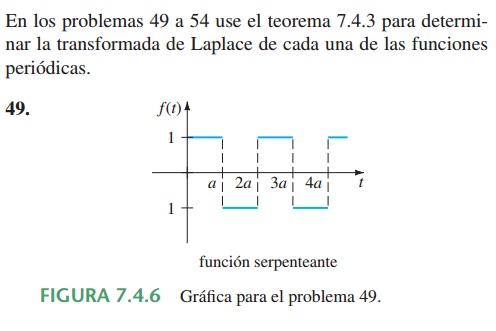 En los problemas 49 a 54 use el teorema 7.4.3 para determi-
nar la transformada de Laplace de cada una de las funciones
periódicas.
49.
f(t)
1
a 2a 3a 4a t
1
función serpenteante
FIGURA 7.4.6 Gráfica para el problema 49.